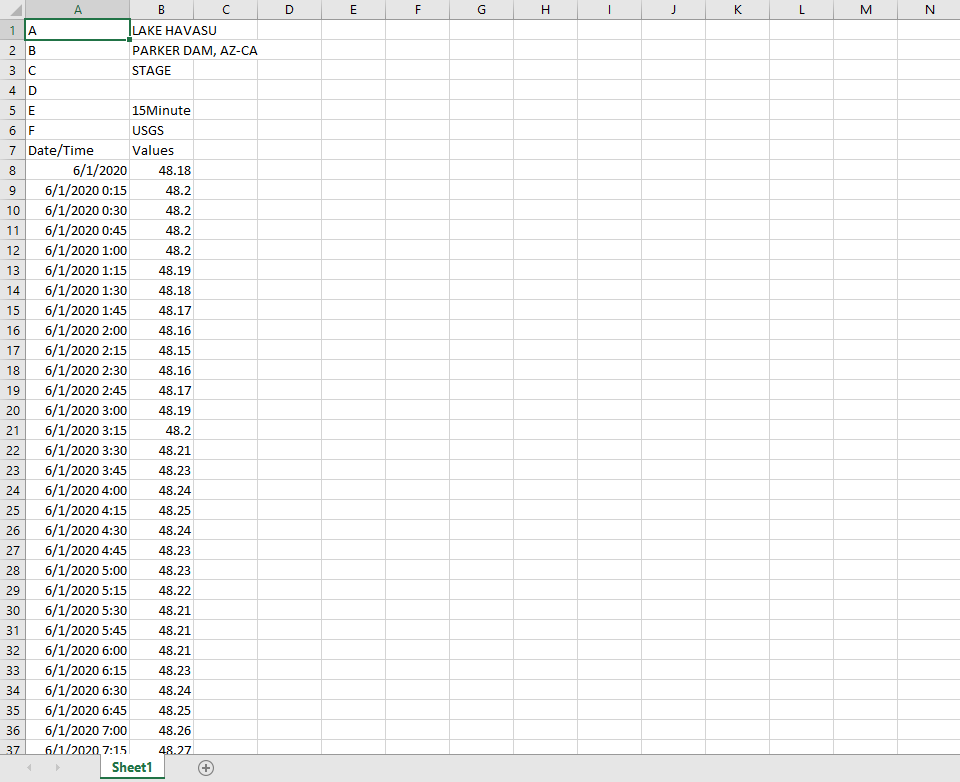 A B C D E F G H I J K L M N
1 A LAKE HAVASU
2 B PARKER DAM, AZ-CA
3 C STAGE
4 D
5 E 15Minute
6 F USGS
7 Date/Time Values
8 6/1/2020 48.18
9 6/1/2020 0:15 48.2
10 6/1/2020 0:30 48.2
11 6/1/2020 0:45 48.2
12 6/1/2020 1:00 48.2
13 6/1/2020 1:15 48.19
14 6/1/2020 1:30 48.18
15 6/1/2020 1:45 48.17
16 6/1/2020 2:00 48.16
17 6/1/2020 2:15 48.15
18 6/1/2020 2:30 48.16
19 6/1/2020 2:45 48.17
20 6/1/2020 3:00 48.19
21 6/1/2020 3:15 48.2
22 6/1/2020 3:30 48.21
23 6/1/2020 3:45 48.23
24 6/1/2020 4:00 48.24
25 6/1/2020 4:15 48.25
26 6/1/2020 4:30 48.24
27 6/1/2020 4:45 48.23
28 6/1/2020 5:00 48.23
29 6/1/2020 5:15 48.22
30 6/1/2020 5:30 48.21
31 6/1/2020 5:45 48.21
32 6/1/2020 6:00 48.21
33 6/1/2020 6:15 48.23
34 6/1/2020 6:30 48.24
35 6/1/2020 6:45 48.25
36 6/1/2020 7:00 48.26
37 6/1/2020 7:15 48.27
Sheet1